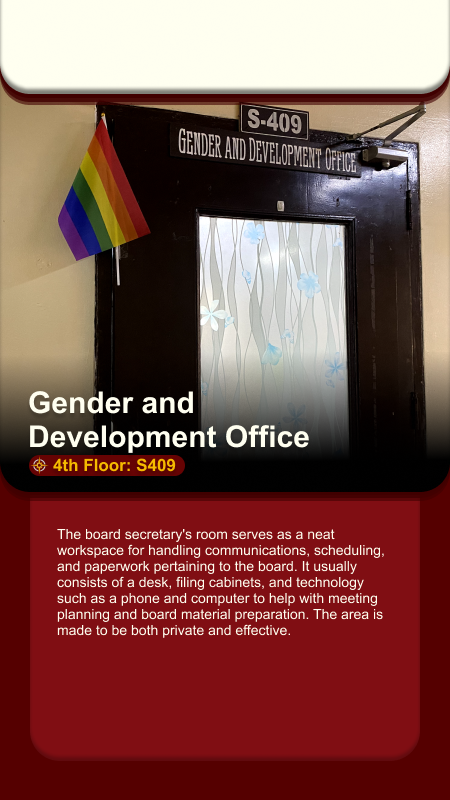 S-409
GENDER AND DEVELOPMENT OFFICE
Gender and
Development Office
4th Floor: S409
The board secretary's room serves as a neat
workspace for handling communications, scheduling,
and paperwork pertaining to the board. It usually
consists of a desk, filing cabinets, and technology
such as a phone and computer to help with meeting
planning and board material preparation. The area is
made to be both private and effective.